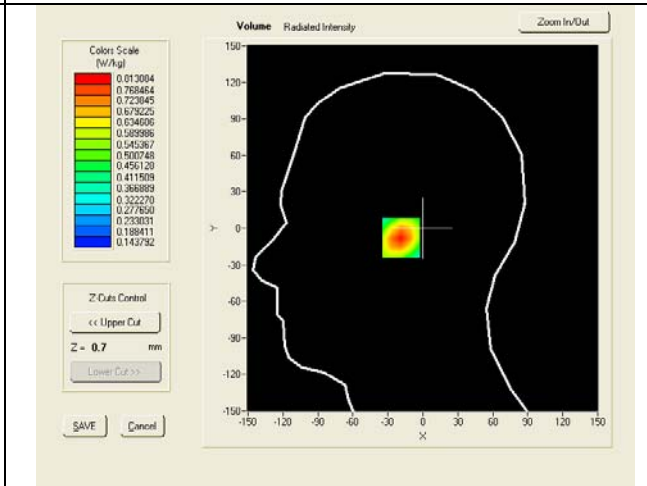 Volume Radiated Intensity
Zoom In/Out
Colors Scale
(W/kg)
0.813084
0.768464
0.723845
0.679225
0.634606
0.589986
0.545367
0.500748
0.456128
0.411509
0.366889
0.322270
0.277650
0.233031
0.188411
0.143792
Z-Cuts Control
<< Upper Cut
Z = 0.7 mm
Lower Cut >>
SAVE Cancel
150-
120-
90-
60-
30-
Y 0-
-30-
-60-
-90-
-120-
-150-
-150 -120 -90 -60 -30 0 30 60 90 120 150
X